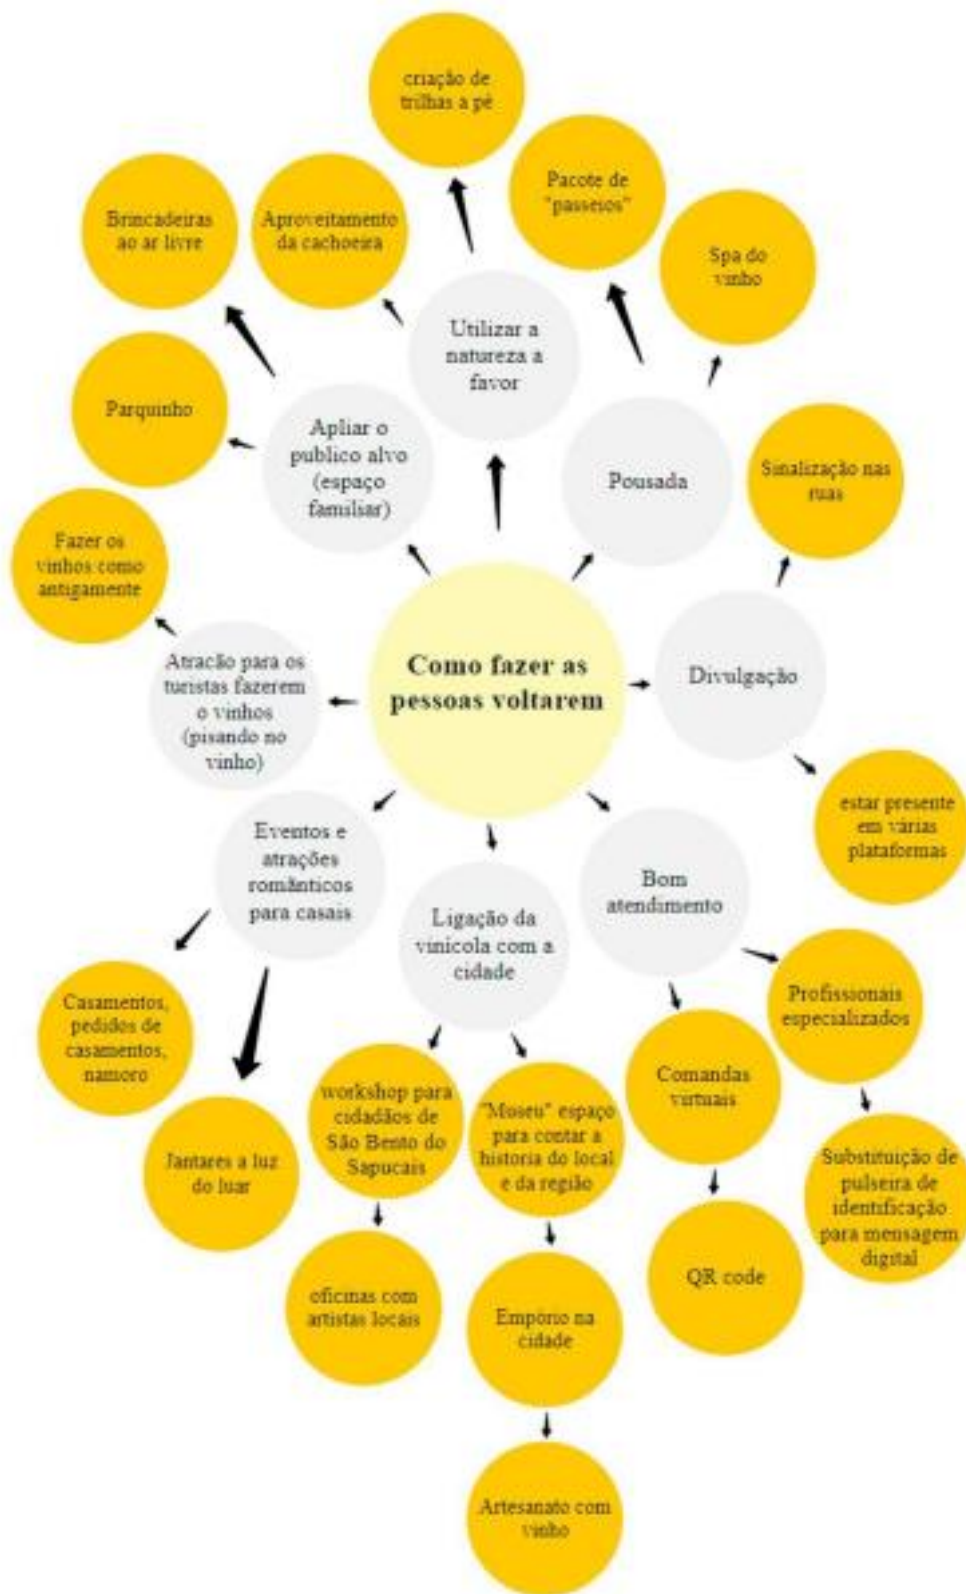 criação de
trilhas a pé
Pacote de
"passeios"
Brincadeiras
ao ar livre
Aproveitamento
da cachoeira
Spa do
vinho
Utilizar a
natureza a
favor
Parquinho
Apliar o
publico alvo
(espaço
familiar)
Pousada
Sinalização nas
ruas
Fazer os
vinhos como
antigamente
Atracão para os
turistas fazerem
o vinhos
(pisando no
vinho)
Como fazer as
pessoas voltarem
Divulgação
estar presente
em várias
plataformas
Eventos e
atrações
românticos
para casais
Ligação da
vinicola com a
cidade
Bom
atendimento
Casamentos,
pedidos de
casamentos,
namoro
Profissionais
especializados
Jantares a luz
do luar
workshop para
cidadãos de
São Bento do
Sapucais
"Museu" espaço
para contar a
historia do local
e da região
Comandas
virtuais
Substituição de
pulseira de
identificação
para mensagem
digital
oficinas com
artistas locais
Empório na
cidade
QR code
Artesanato com
vinho